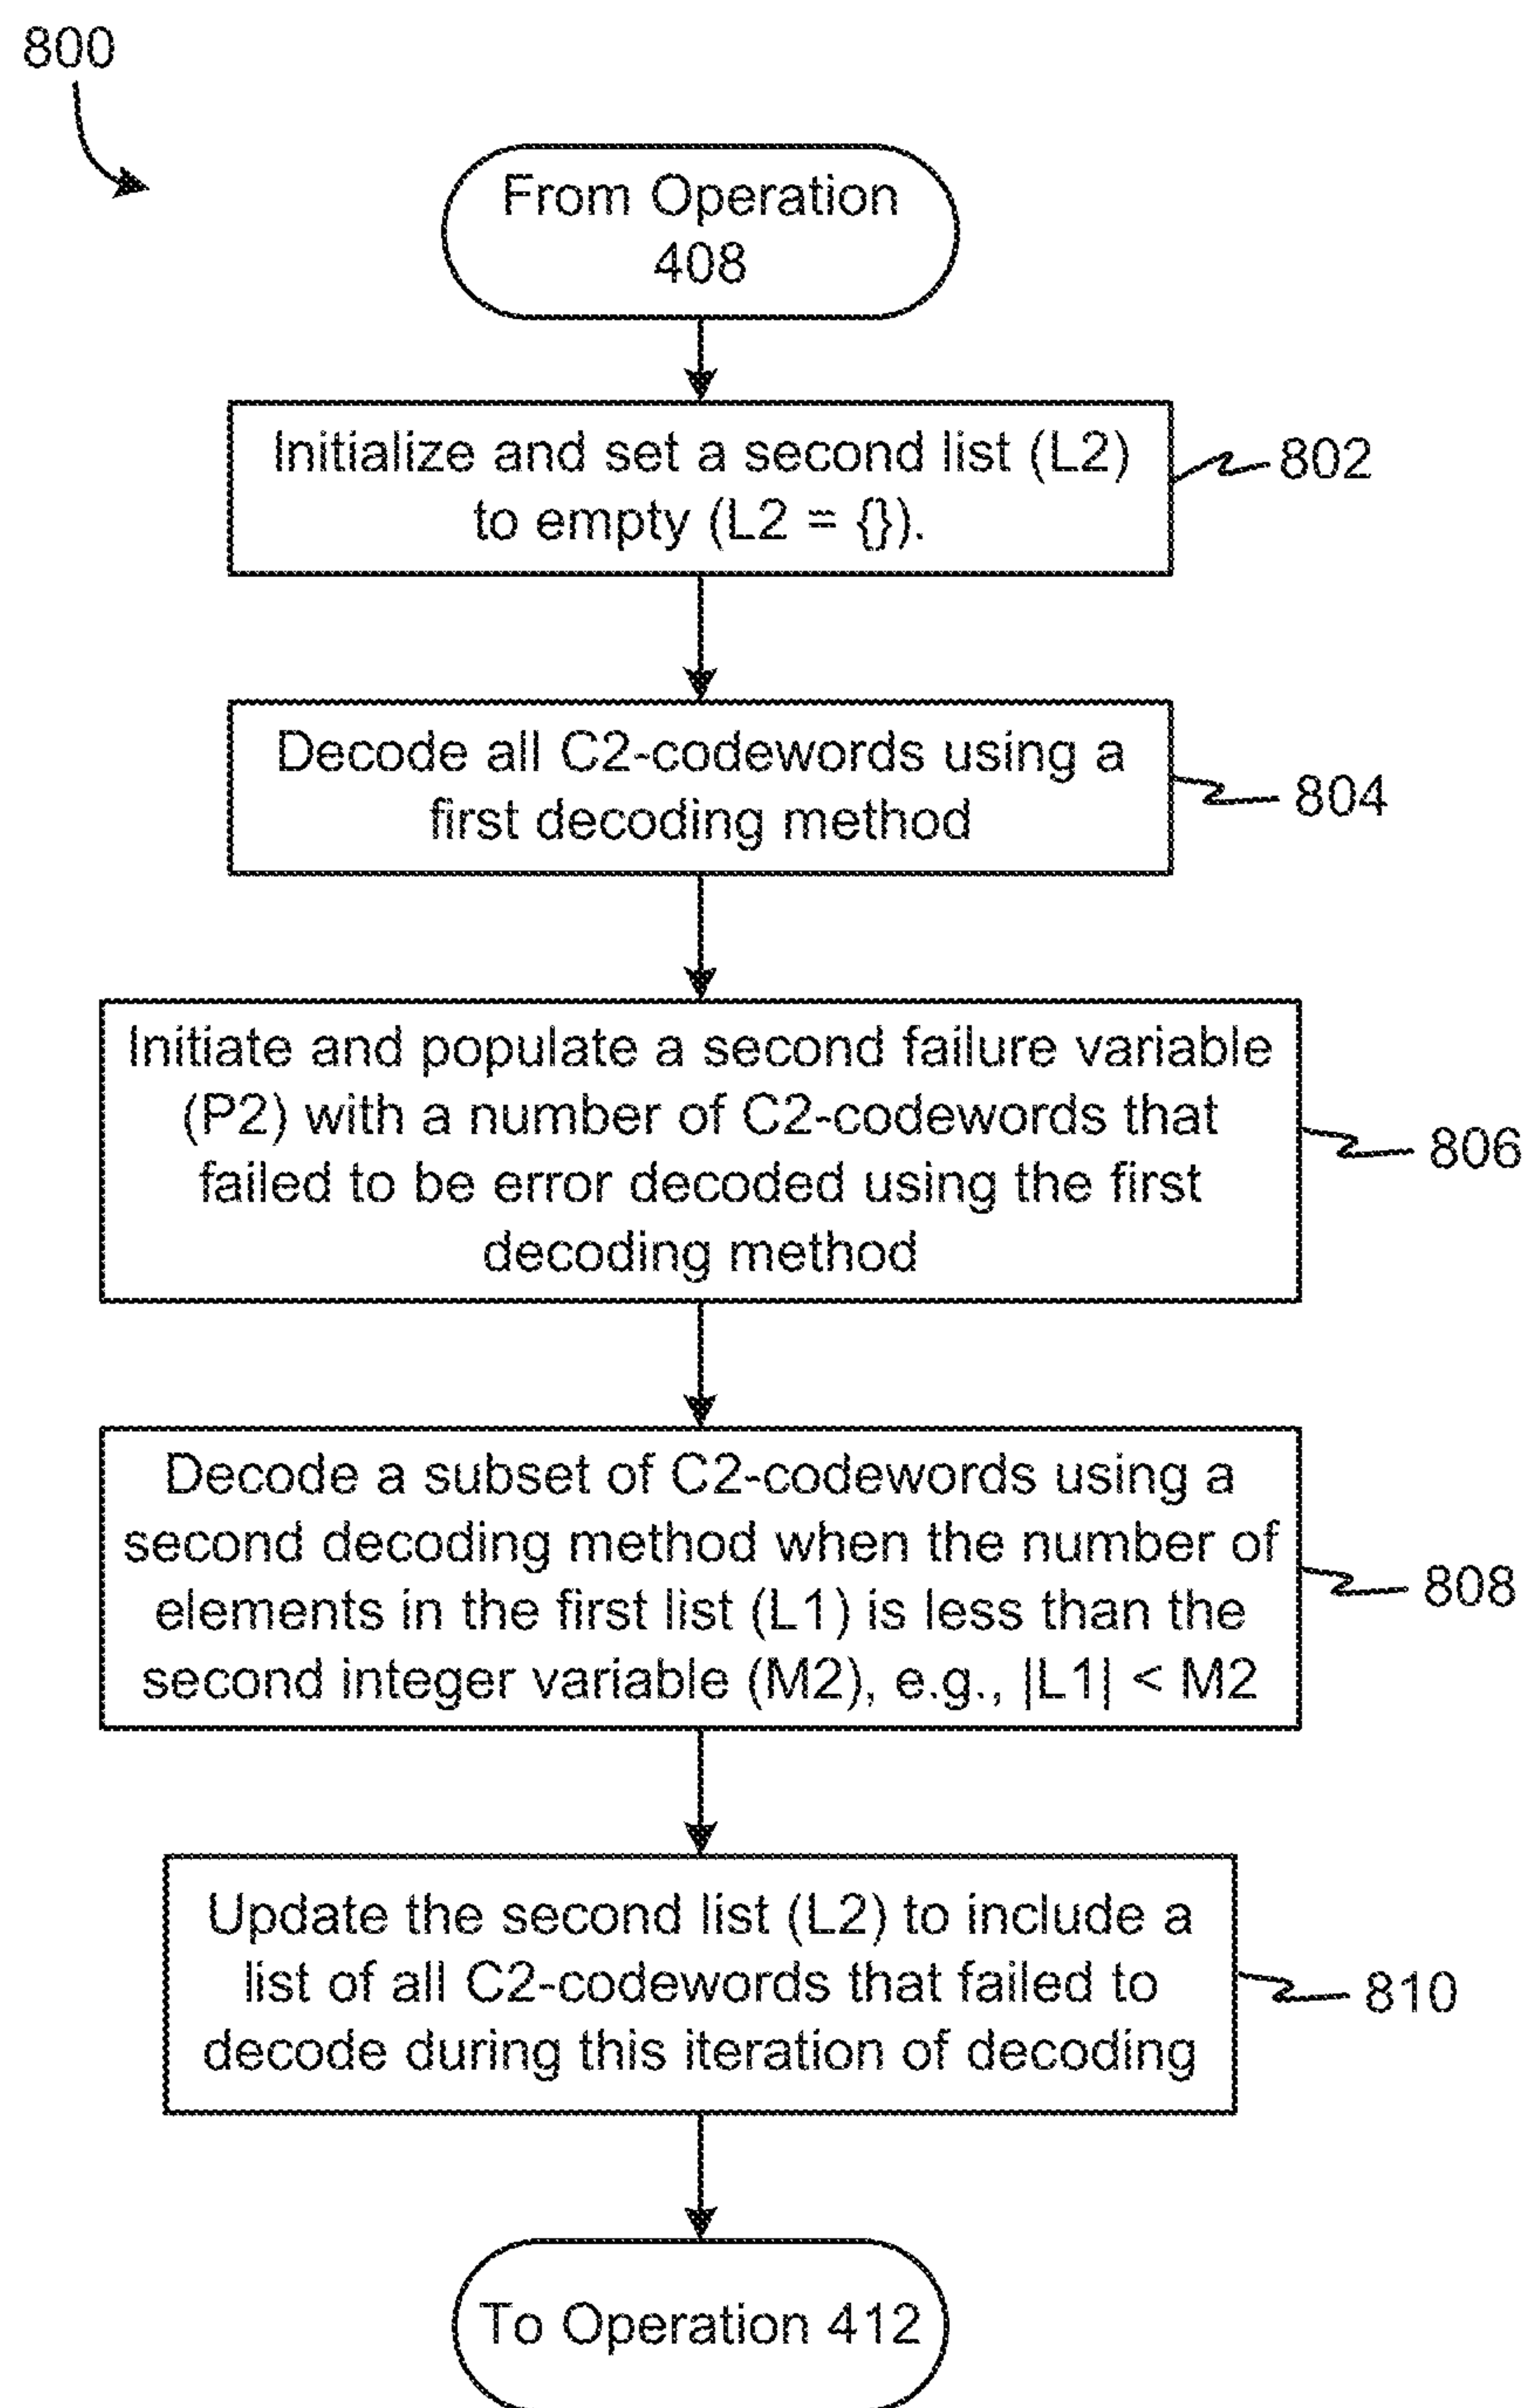 800
From Operation
408
Initialize and set a second list (L2)
to empty (L2 = {}).
802
Decode all C2-codewords using a
first decoding method
804
Initiate and populate a second failure variable
(P2) with a number of C2-codewords that
failed to be error decoded using the first
decoding method
806
Decode a subset of C2-codewords using a
second decoding method when the number of
elements in the first list (L1) is less than the
second integer variable (M2), e.g., |L1| < M2
808
Update the second list (L2) to include a
list of all C2-codewords that failed to
decode during this iteration of decoding
810
To Operation 412